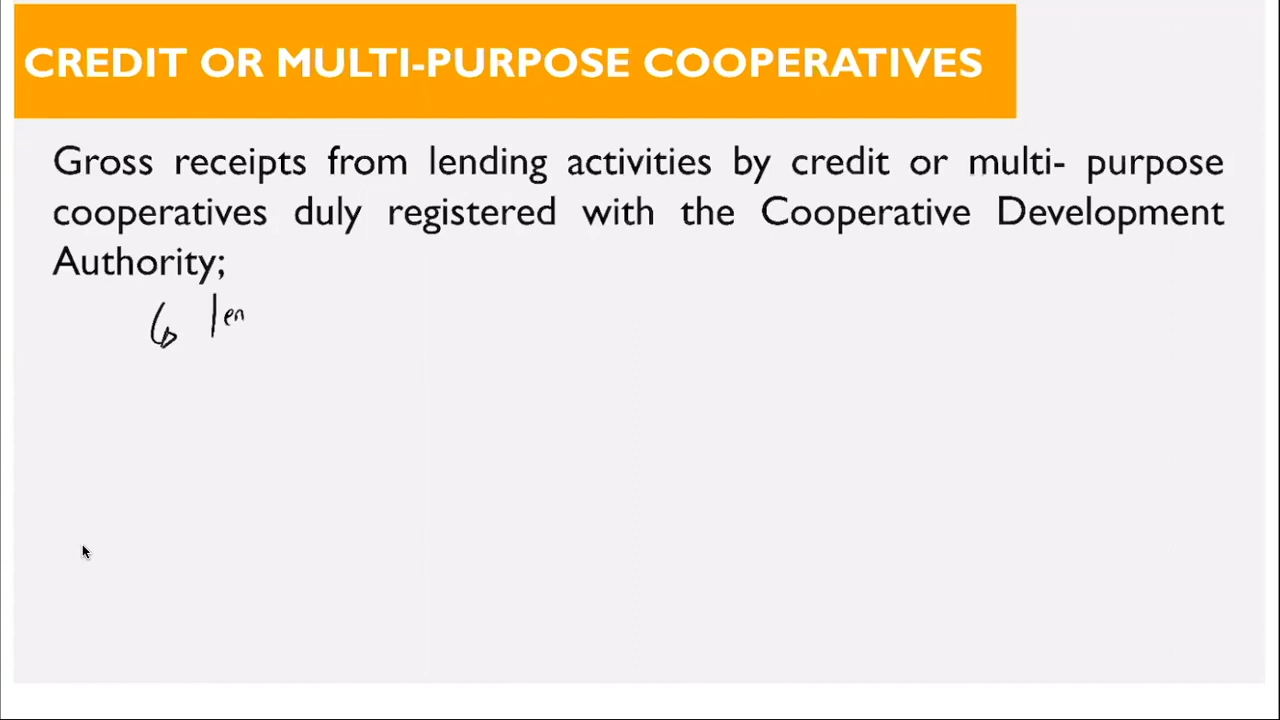 CREDIT OR MULTI-PURPOSE COOPERATIVES
Gross receipts from lending activities by credit or multi- purpose
cooperatives duly registered with the Cooperative Development
Authority;
len